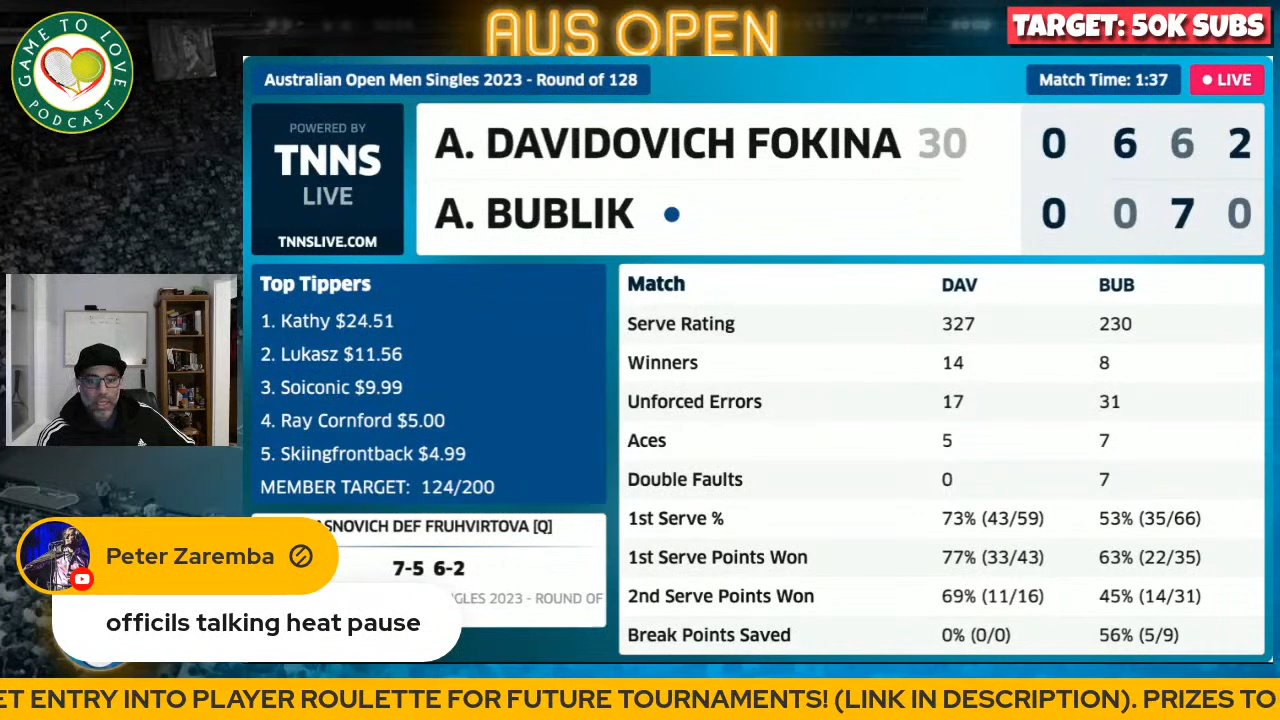 AUS OPEN
TARGET: 50K SUBS
GAME TO LOVE
PODCAST
Australian Open Men Singles 2023 - Round of 128
Match Time: 1:37
LIVE
POWERED BY
TNNS
LIVE
TNNSLIVE.COM
A. DAVIDOVICH FOKINA 30 0 6 6 2
A. BUBLIK 0 0 7 0
Top Tippers
1. Kathy $24.51
2. Lukasz $11.56
3. Soiconic $9.99
4. Ray Cornford $5.00
5. Skiingfrontback $4.99
MEMBER TARGET: 124/200
Match DAV BUB
Serve Rating 327 230
Winners 14 8
Unforced Errors 17 31
Aces 5 7
Double Faults 0 7
1st Serve % 73% (43/59) 53% (35/66)
1st Serve Points Won 77% (33/43) 63% (22/35)
2nd Serve Points Won 69% (11/16) 45% (14/31)
Break Points Saved 0% (0/0) 56% (5/9)
ASNOVICH DEF FRUHVIRTOVA [Q]
7-5 6-2
GLES 2023 - ROUND OF
Peter Zaremba
officils talking heat pause
ET ENTRY INTO PLAYER ROULETTE FOR FUTURE TOURNAMENTS! (LINK IN DESCRIPTION). PRIZES TO